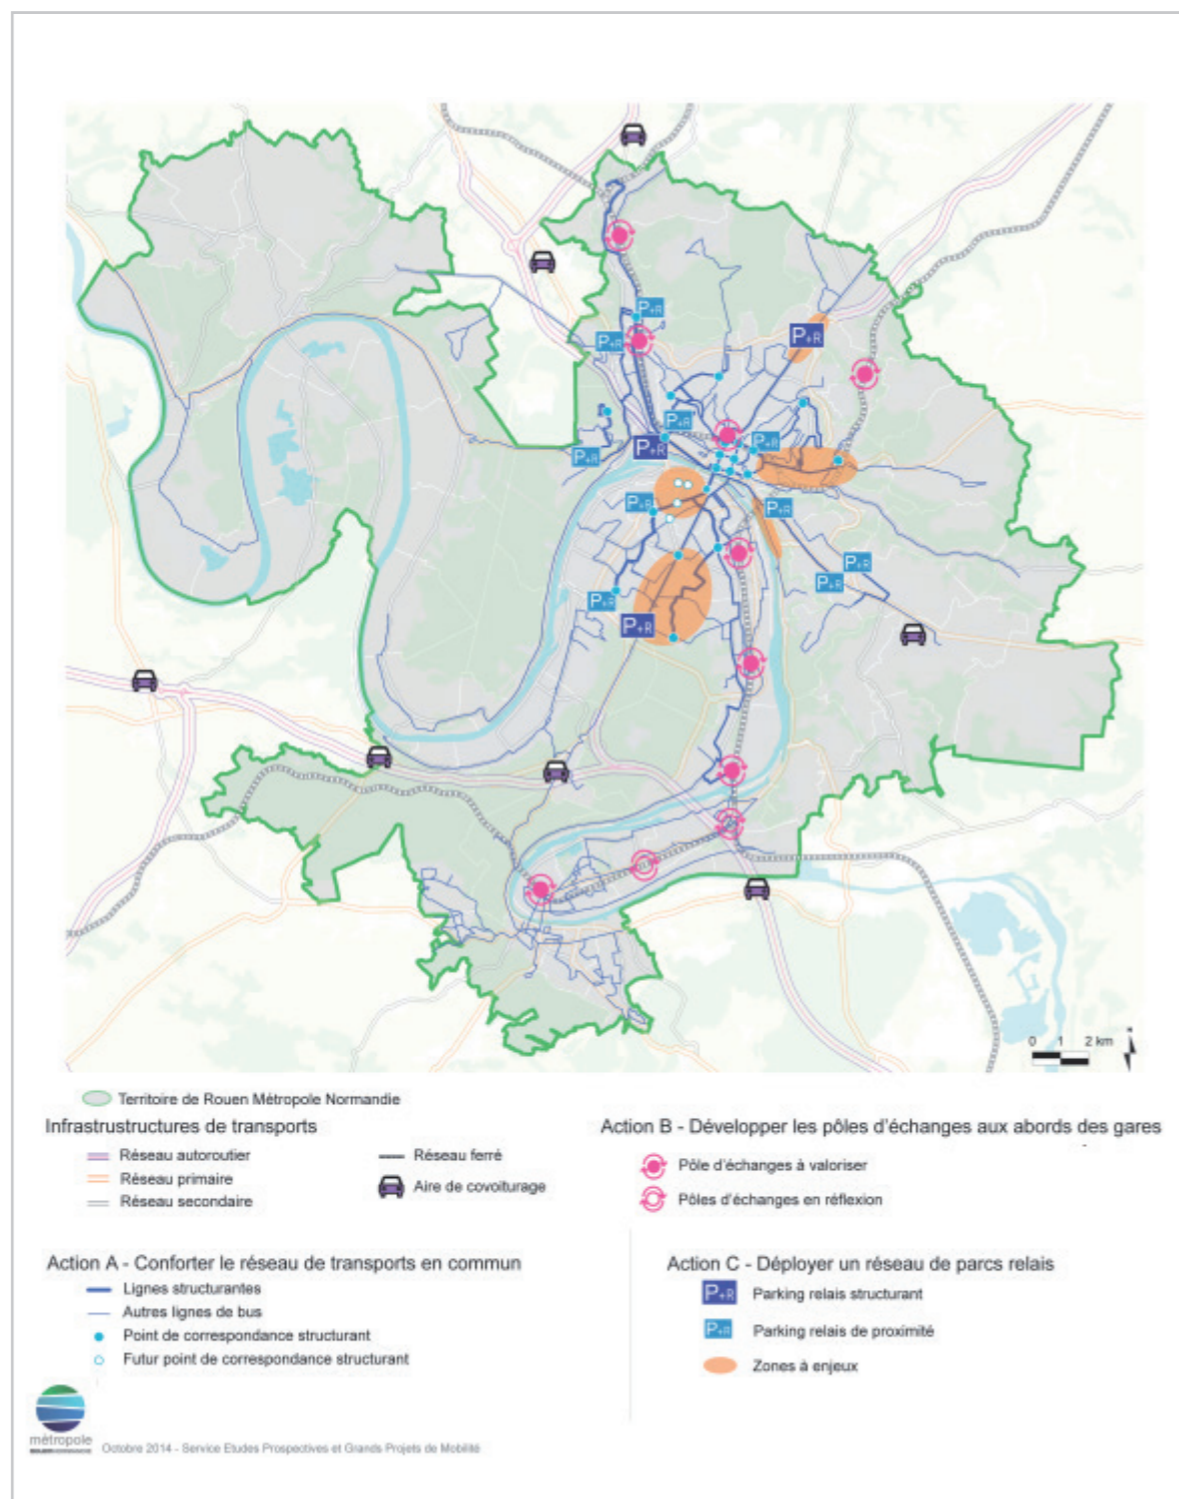 P+R
P+R
P+R
P+R
P+R
P+R
P+R
P+R
P+R
P+R
P+R
P+R
P+R
0 1 2 km
Territoire de Rouen Métropole Normandie
Infrastrustures de transports
Réseau autoroutier
Réseau primaire
Réseau secondaire
Réseau ferré
Aire de covoiturage
Action B - Développer les pôles d'échanges aux abords des gares
Pôle d'échanges à valoriser
Pôles d'échanges en réflexion
Action A - Conforter le réseau de transports en commun
Lignes structurantes
Autres lignes de bus
Point de correspondance structurant
Futur point de correspondance structurant
Action C - Déployer un réseau de parcs relais
P+R Parking relais structurant
P+R Parking relais de proximité
Zones à enjeux
métropole
ROUEN NORMANDIE
Octobre 2014 - Service Etudes Prospectives et Grands Projets de Mobilité